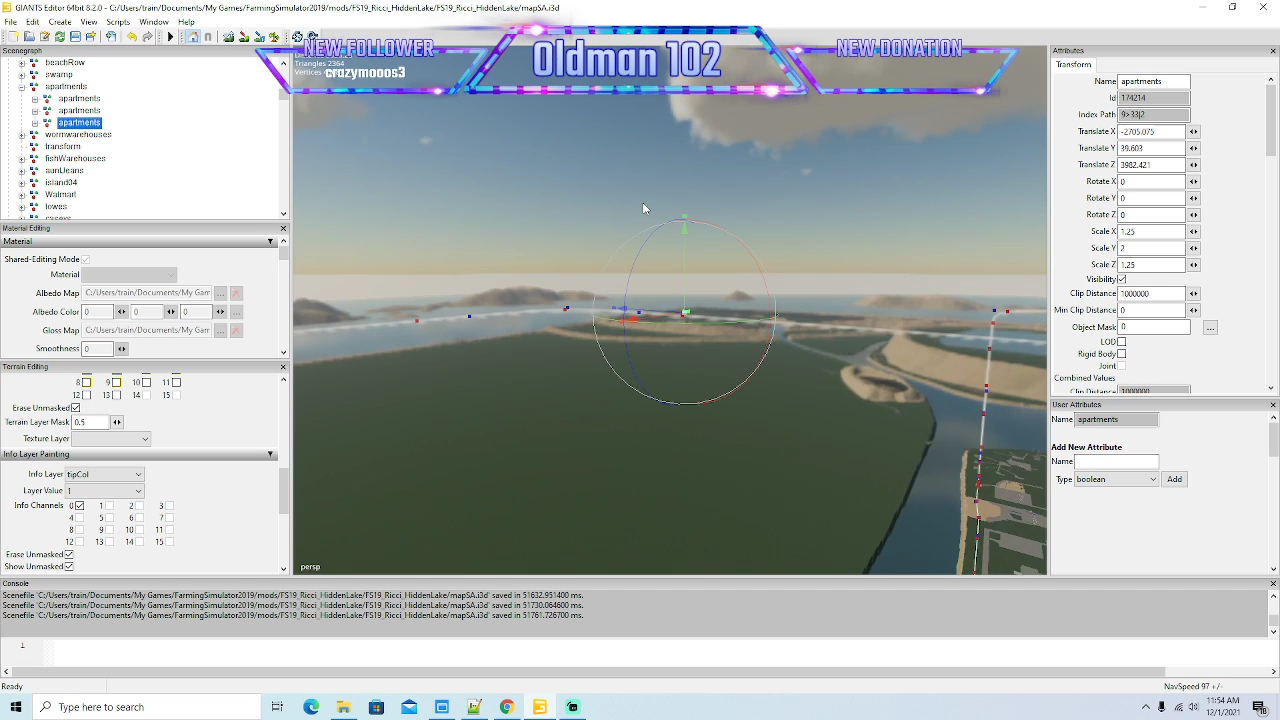 GIANTS Editor 64bit 8.2.0 - C:/Users/train/Documents/My Games/FarmingSimulator2019/mods/FS19_Ricci_HiddenLake/mapSA.i3d
File
Edit
Create
View
Scripts
Window
Help
NEW FOLLOWER
crazymooos3
Oldman 102
NEW DONATION
Scenegraph
beachRow
swank
apartments
apartments
wormwarehouses
transform
fishWarehouses
sIsland
island04
Walmart
lowes
Triangles 2364
Vertices
persp
Material Editing
Material
Shared-Editing Mode
Material
Albedo Map C:/Users/train/Documents/My Gam ...
Albedo Color 0 0 0 ...
Gloss Map C:/Users/train/Documents/My Gam ...
Smoothness 0
Terrain Editing
8 9 10 11
12 13 14 15
Erase Unmasked
Terrain Layer Mask 0.5
Texture Layer
Info Layer Painting
Info Layer tipCol
Layer Value 1
Info Channels 0 1 2 3
4 5 6 7
8 9 10 11
12 13 14 15
Erase Unmasked
Show Unmasked
Attributes
Transform
Name apartments
Id 174214
Index Path 9>33|2
Translate X -2705.075
Translate Y 39.603
Translate Z 3982.421
Rotate X 0
Rotate Y 0
Rotate Z 0
Scale X 1.25
Scale Y 2
Scale Z 1.25
Visibility
Clip Distance 1000000
Min Clip Distance 0
Object Mask 0 ...
LOD
Rigid Body
Joint
Combined Values
Clip Distance 1000000
User Attributes
Name apartments
Add New Attribute
Name
Type boolean Add
Console
Scenefile 'C:/Users/train/Documents/My Games/FarmingSimulator2019/mods/FS19_Ricci_HiddenLake/mapSA.i3d' saved in 51632.951400 ms.
Scenefile 'C:/Users/train/Documents/My Games/FarmingSimulator2019/mods/FS19_Ricci_HiddenLake/mapSA.i3d' saved in 51730.064600 ms.
Scenefile 'C:/Users/train/Documents/My Games/FarmingSimulator2019/mods/FS19_Ricci_HiddenLake/mapSA.i3d' saved in 51761.726700 ms.
1
Ready
NavSpeed 97 +/-
Type here to search
11:54 AM
12/1/2021